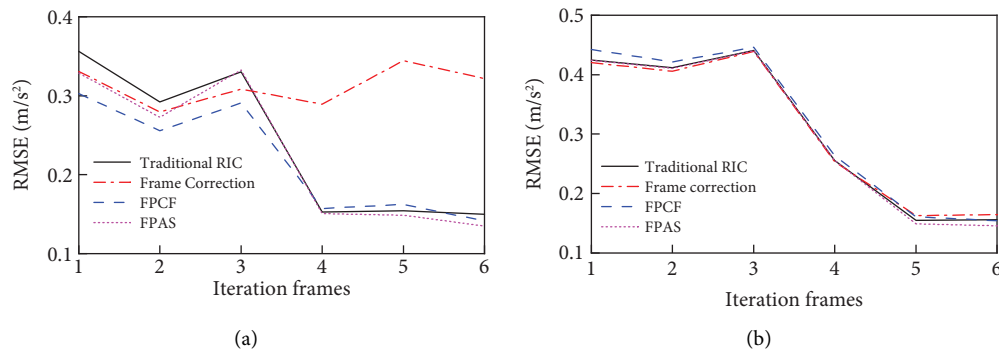 0.4
0.3
0.2
0.1
RMSE (m/s²)
Traditional RIC
Frame Correction
FPCF
FPAS
1 2 3 4 5 6
Iteration frames
(a)
0.5
0.4
0.3
0.2
0.1
RMSE (m/s²)
Traditional RIC
Frame correction
FPCF
FPAS
1 2 3 4 5 6
Iteration frames
(b)